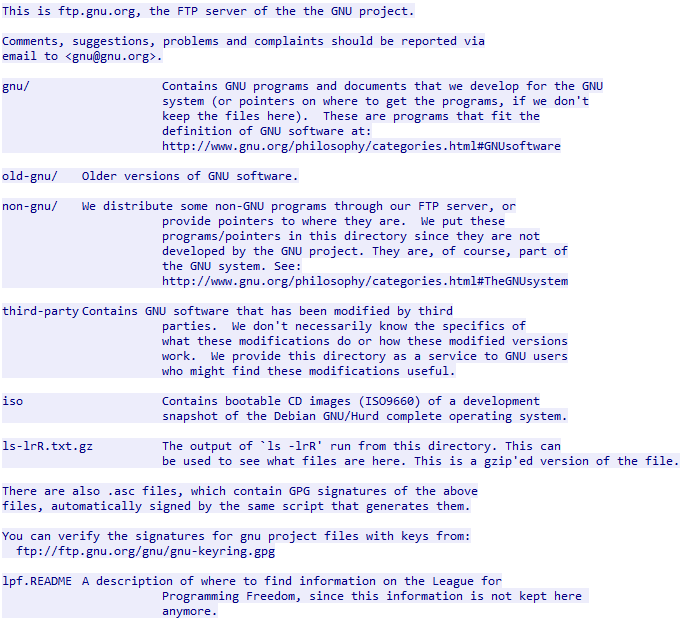 This is ftp.gnu.org, the FTP server of the the GNU project.
Comments, suggestions, problems and complaints should be reported via
email to <gnu@gnu.org>.
gnu/ Contains GNU programs and documents that we develop for the GNU
system (or pointers on where to get the programs, if we don't
keep the files here).  These are programs that fit the
definition of GNU software at:
http://www.gnu.org/philosophy/categories.html#GNUsoftware
old-gnu/ Older versions of GNU software.
non-gnu/ We distribute some non-GNU programs through our FTP server, or
provide pointers to where they are.  We put these
programs/pointers in this directory since they are not
developed by the GNU project. They are, of course, part of
the GNU system. See:
http://www.gnu.org/philosophy/categories.html#TheGNUsystem
third-party Contains GNU software that has been modified by third
parties.  We don't necessarily know the specifics of
what these modifications do or how these modified versions
work.  We provide this directory as a service to GNU users
who might find these modifications useful.
iso Contains bootable CD images (ISO9660) of a development
snapshot of the Debian GNU/Hurd complete operating system.
ls-lrR.txt.gz The output of `ls -lrR' run from this directory. This can
be used to see what files are here. This is a gzip'ed version of the file.
There are also .asc files, which contain GPG signatures of the above
files, automatically signed by the same script that generates them.
You can verify the signatures for gnu project files with keys from:
ftp://ftp.gnu.org/gnu/gnu-keyring.gpg
lpf.README A description of where to find information on the League for
Programming Freedom, since this information is not kept here
anymore.